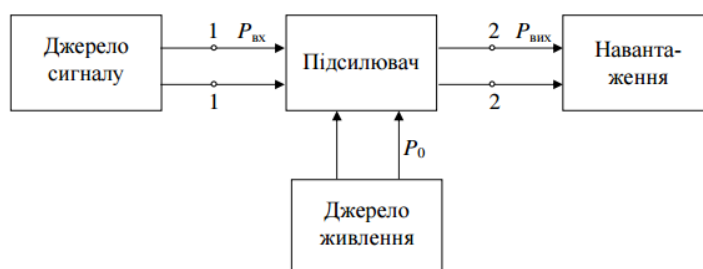 Джерело
сигналу
1 Pвх
1
Підсилювач
2 Pвих
2
Наванта-
ження
P0
Джерело
живлення